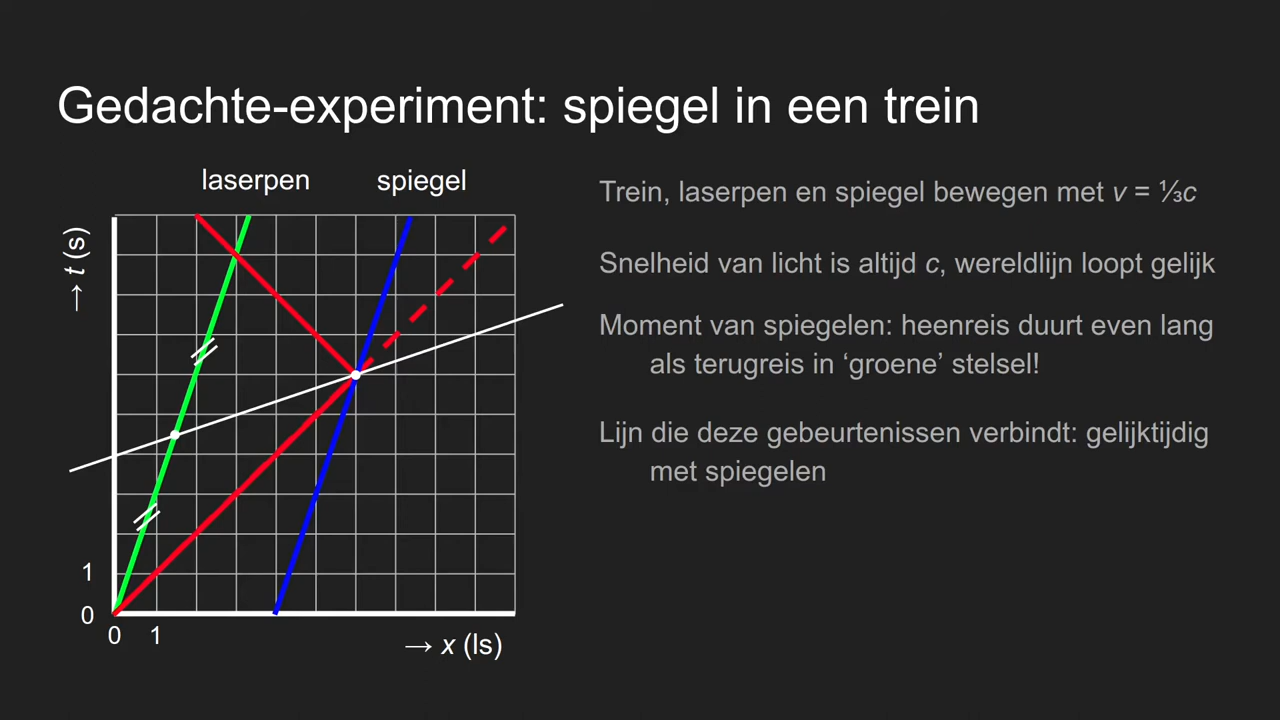 Gedachte-experiment: spiegel in een trein
laserpen
spiegel
→ t (s)
1
0
0
1
→ x (ls)
Trein, laserpen en spiegel bewegen met v = ⅓c
Snelheid van licht is altijd c, wereldlijn loopt gelijk
Moment van spiegelen: heenreis duurt even lang
als terugreis in ‘groene’ stelsel!
Lijn die deze gebeurtenissen verbindt: gelijktijdig
met spiegelen